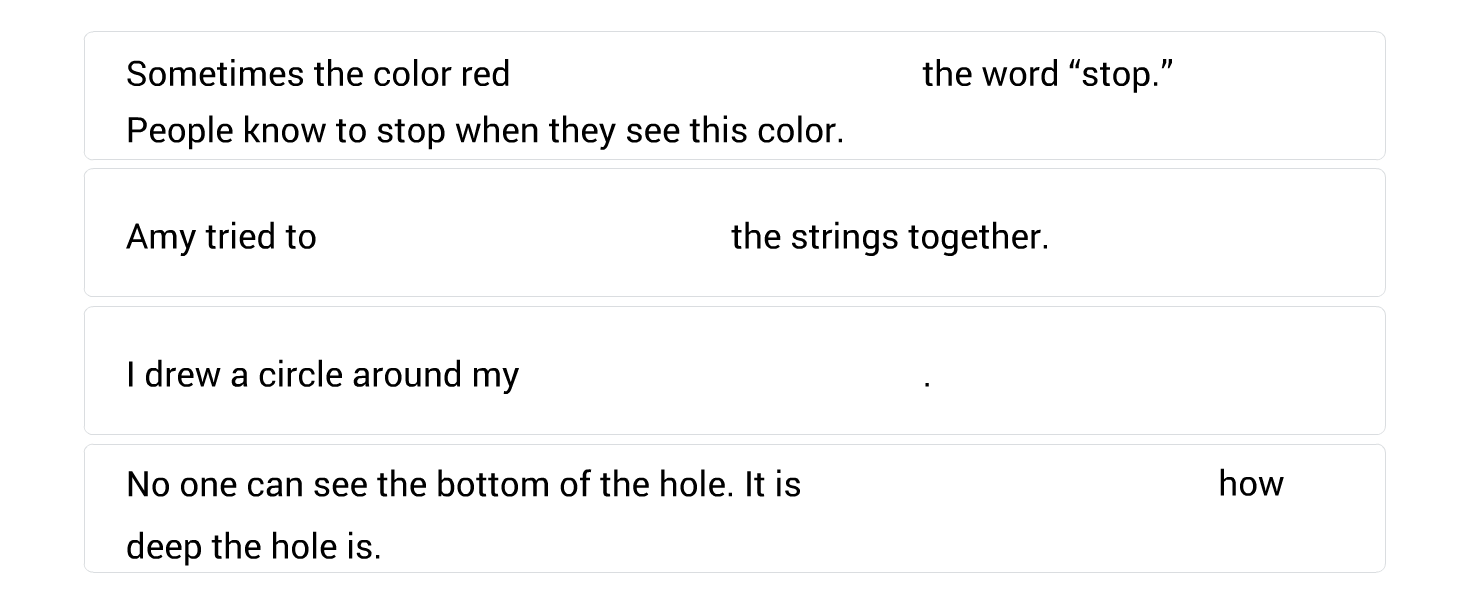 Sometimes the color red the word “stop.”
People know to stop when they see this color.
Amy tried to the strings together.
I drew a circle around my .
No one can see the bottom of the hole. It is how
deep the hole is.